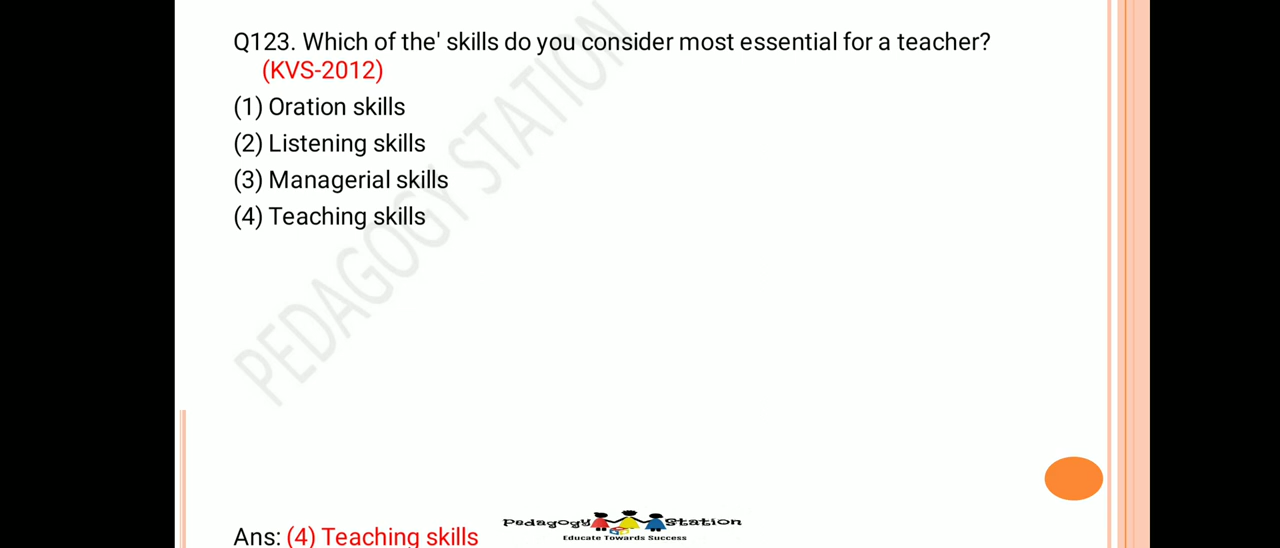 Q123. Which of the' skills do you consider most essential for a teacher?
(KVS-2012)
(1) Oration skills
(2) Listening skills
(3) Managerial skills
(4) Teaching skills
PEDAGOGY STATION
Ans: (4) Teaching skills
Pedagogy Station
Educate Towards Success